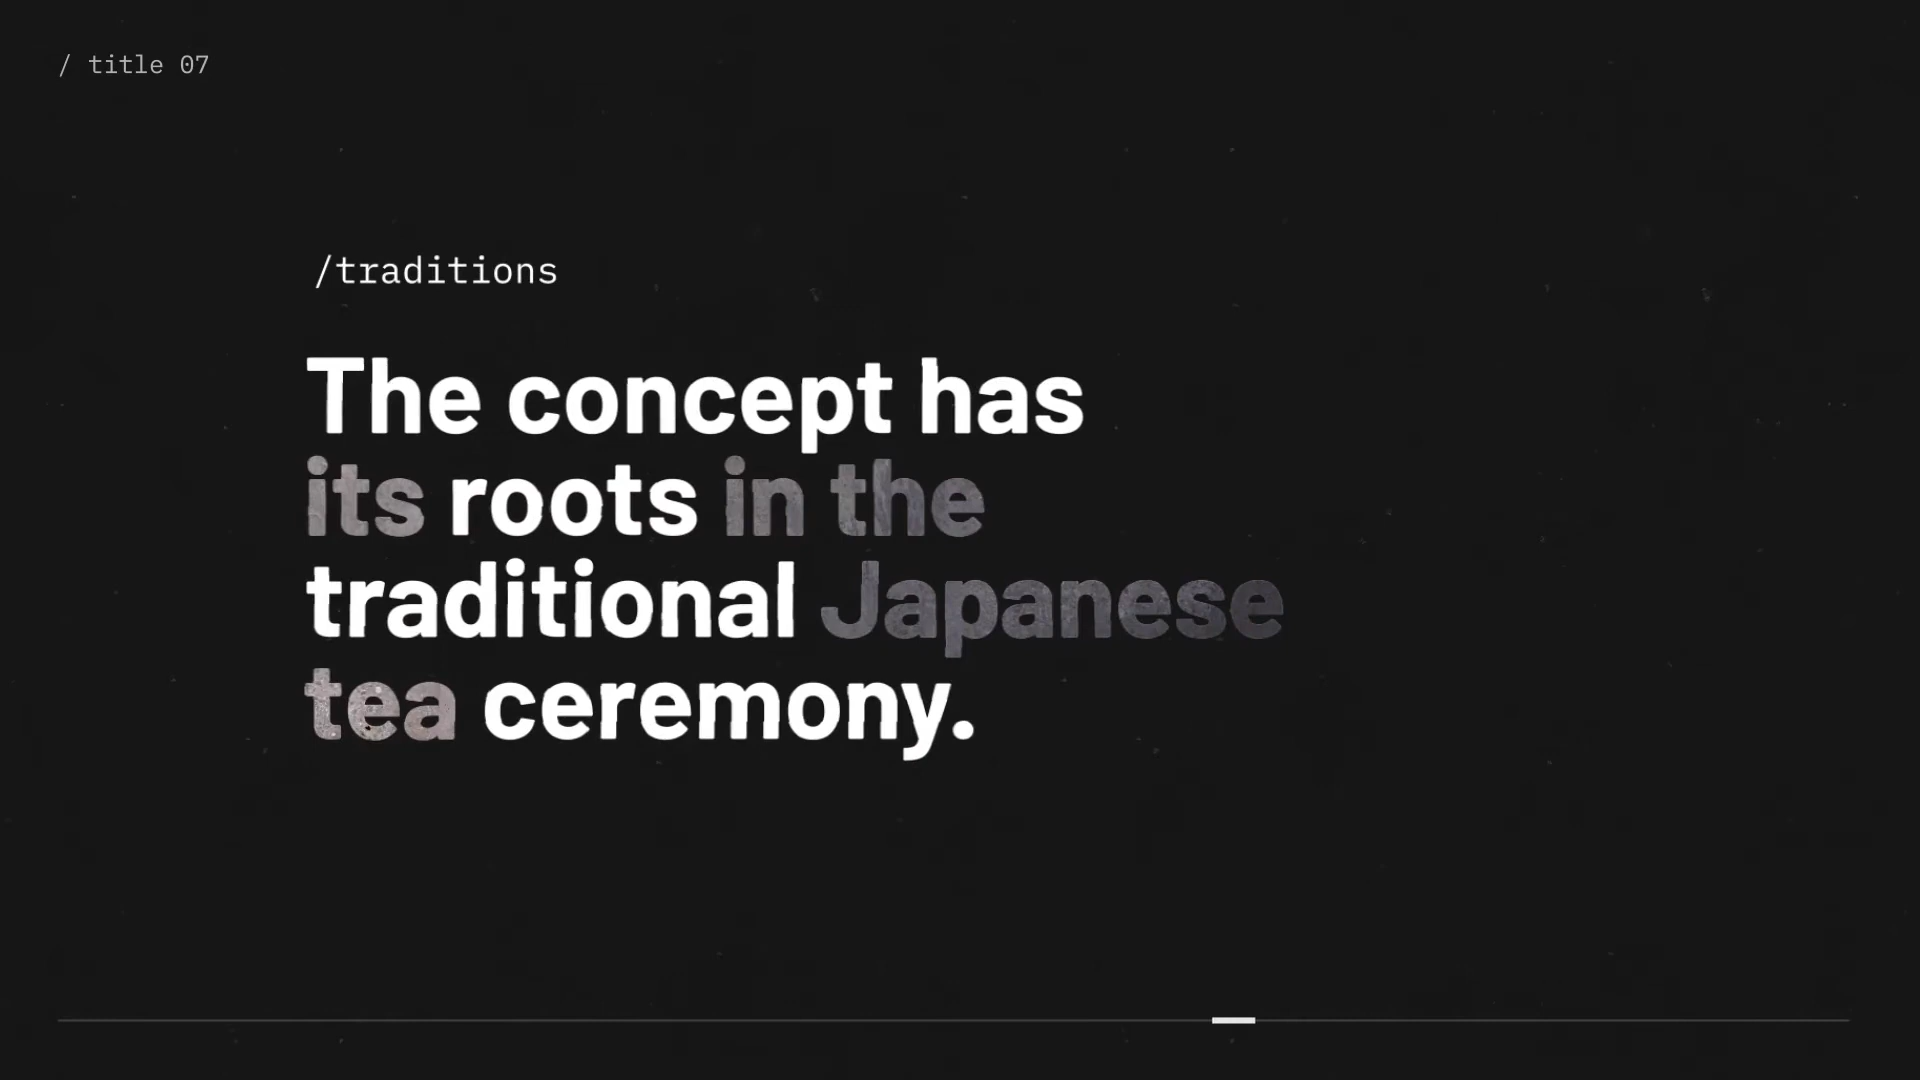 / title 07
/traditions
The concept has
its roots in the
traditional Japanese
tea ceremony.